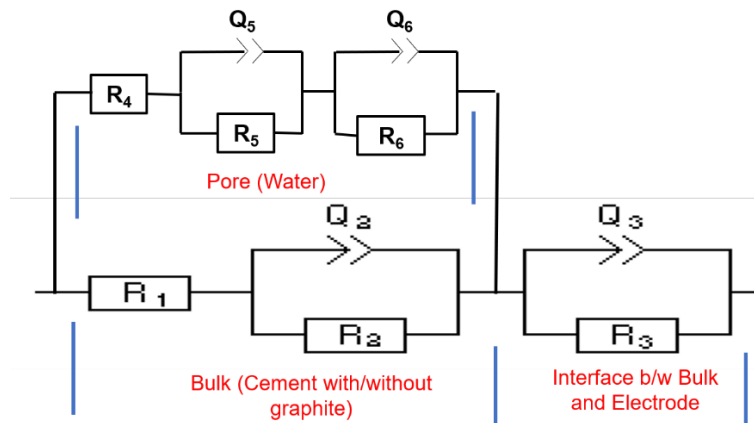 Q5 Q6
R4
R5 R6
Pore (Water)
Q2 Q3
R1
R2 R3
Bulk (Cement with/without
graphite)
Interface b/w Bulk
and Electrode